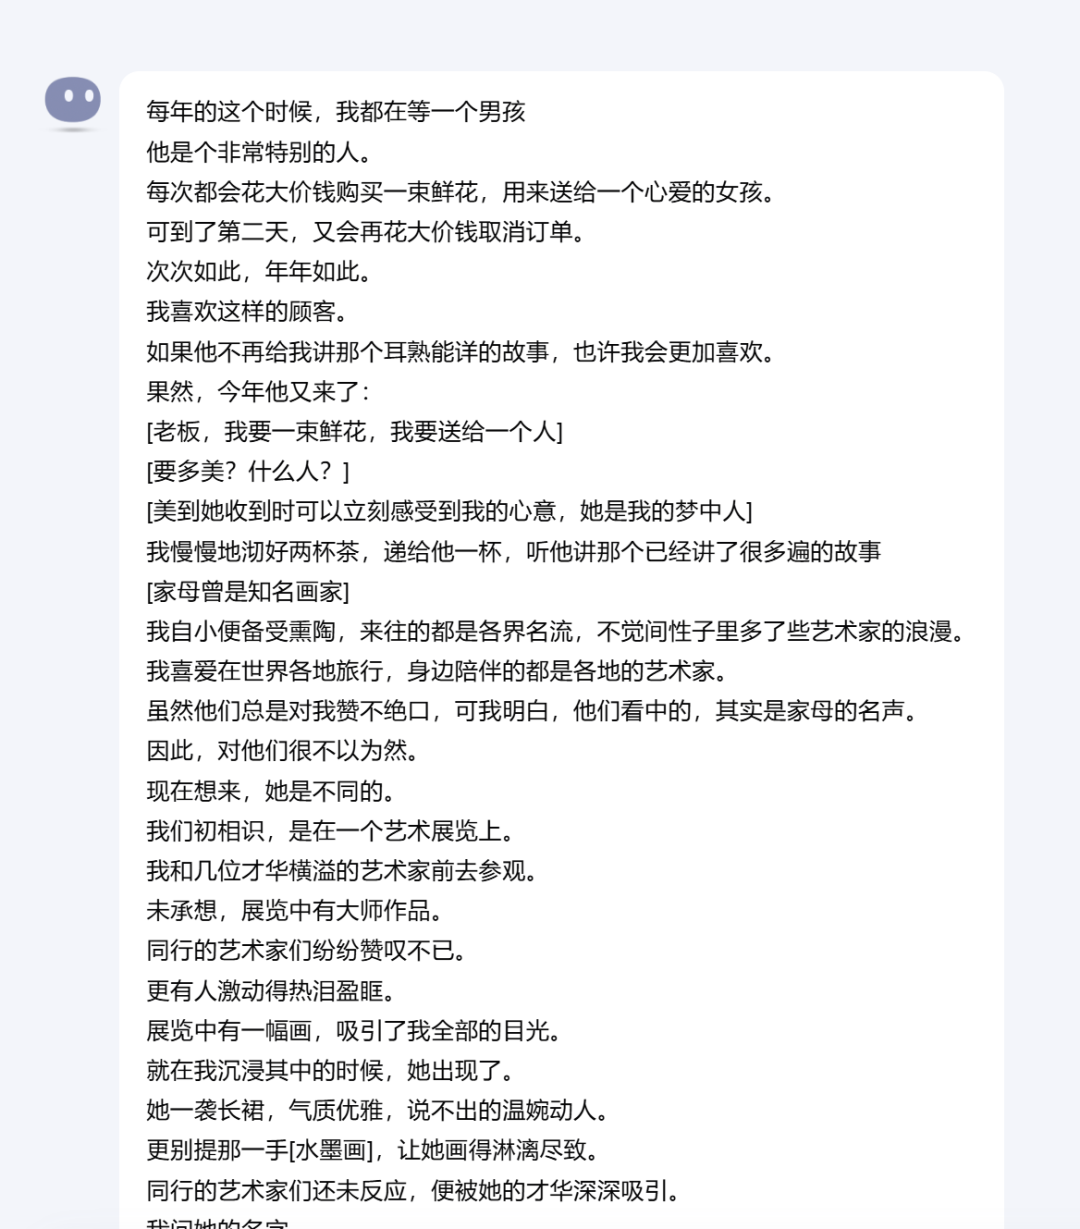 每年的这个时候，我都在等一个男孩
他是个非常特别的人。
每次都会花大价钱购买一束鲜花，用来送给一个心爱的女孩。
可到了第二天，又会再花大价钱取消订单。
次次如此，年年如此。
我喜欢这样的顾客。
如果他不再给我讲那个耳熟能详的故事，也许我会更加喜欢。
果然，今年他又来了：
[老板，我要一束鲜花，我要送给一个人]
[要多美？什么人？]
[美到她收到时可以立刻感受到我的心意，她是我的梦中人]
我慢慢地沏好两杯茶，递给他一杯，听他讲那个已经讲了很多遍的故事
[家母曾是知名画家]
我自小便备受熏陶，来往的都是各界名流，不觉间性子里多了些艺术家的浪漫。
我喜爱在世界各地旅行，身边陪伴的都是各地的艺术家。
虽然他们总是对我赞不绝口，可我明白，他们看中的，其实是家母的名声。
因此，对他们很不以为然。
现在想来，她是不同的。
我们初相识，是在一个艺术展览上。
我和几位才华横溢的艺术家前去参观。
未承想，展览中有大师作品。
同行的艺术家们纷纷赞叹不已。
更有人激动得热泪盈眶。
展览中有一幅画，吸引了我全部的目光。
就在我沉浸其中的时候，她出现了。
她一袭长裙，气质优雅，说不出的温婉动人。
更别提那一手[水墨画]，让她画得淋漓尽致。
同行的艺术家们还未反应，便被她的才华深深吸引。
我问她的名字